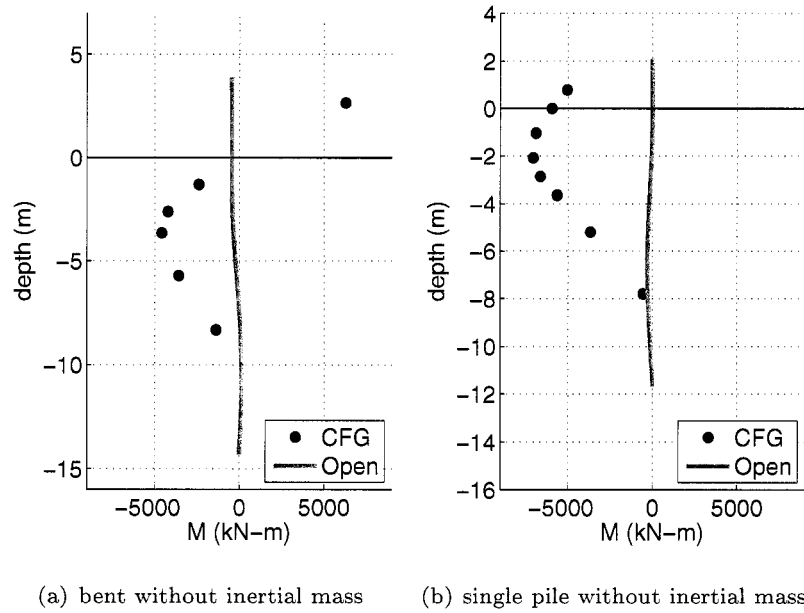 5
0
−5
−10
−15
depth (m)
−5000 0 5000
M (kN−m)
CFG
Open
4
2
0
−2
−4
−6
−8
−10
−12
−14
−16
depth (m)
−5000 0 5000
M (kN−m)
CFG
Open
(a) bent without inertial mass
(b) single pile without inertial mass